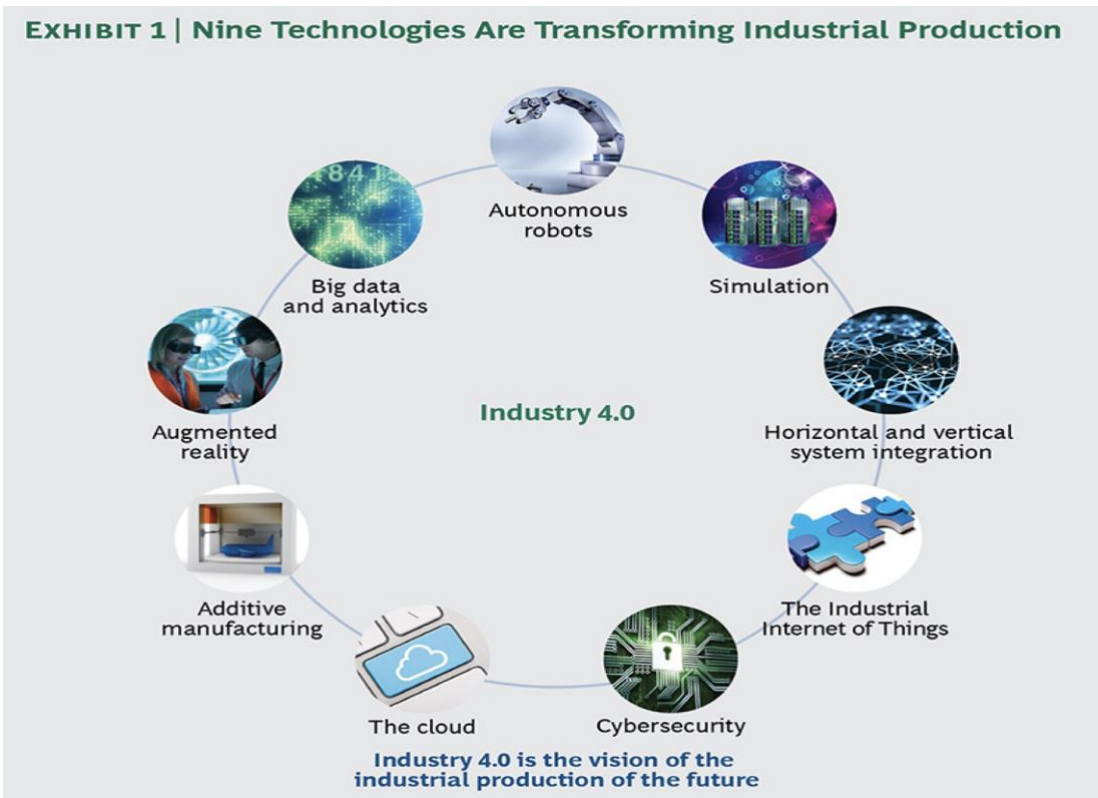 EXHIBIT 1 | Nine Technologies Are Transforming Industrial Production
Autonomous
robots
Simulation
Horizontal and vertical
system integration
The Industrial
Internet of Things
Cybersecurity
The cloud
Additive
manufacturing
Augmented
reality
Big data
and analytics
18415
Industry 4.0
Industry 4.0 is the vision of the
industrial production of the future